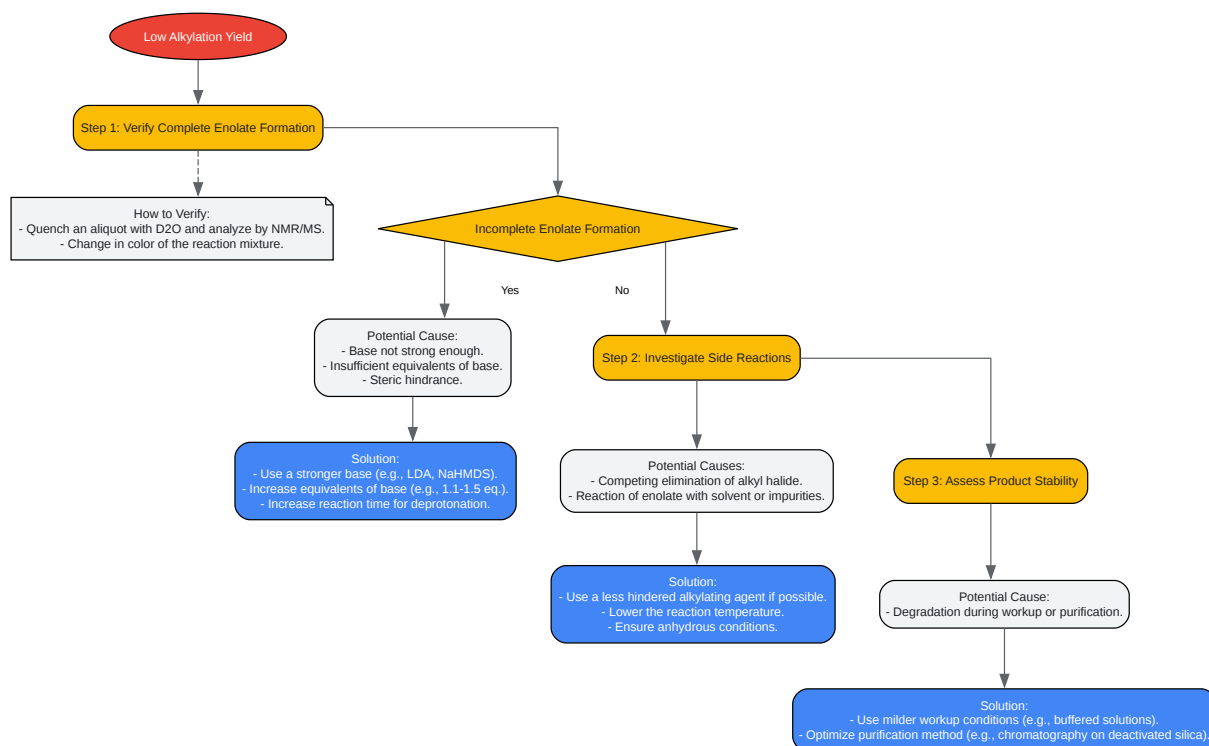 Low Alkylation Yield
Step 1: Verify Complete Enolate Formation
How to Verify:
- Quench an aliquot with D2O and analyze by NMR/MS.
- Change in color of the reaction mixture.
Incomplete Enolate Formation
Yes
No
Potential Cause:
- Base not strong enough.
- Insufficient equivalents of base.
- Steric hindrance.
Solution:
- Use a stronger base (e.g., LDA, NaHMDS).
- Increase equivalents of base (e.g., 1.1-1.5 eq.).
- Increase reaction time for deprotonation.
Step 2: Investigate Side Reactions
Potential Causes:
- Competing elimination of alkyl halide.
- Reaction of enolate with solvent or impurities.
Solution:
- Use a less hindered alkylating agent if possible.
- Lower the reaction temperature.
- Ensure anhydrous conditions.
Step 3: Assess Product Stability
Potential Cause:
- Degradation during workup or purification.
Solution:
- Use milder workup conditions (e.g., buffered solutions).
- Optimize purification method (e.g., chromatography on deactivated silica).